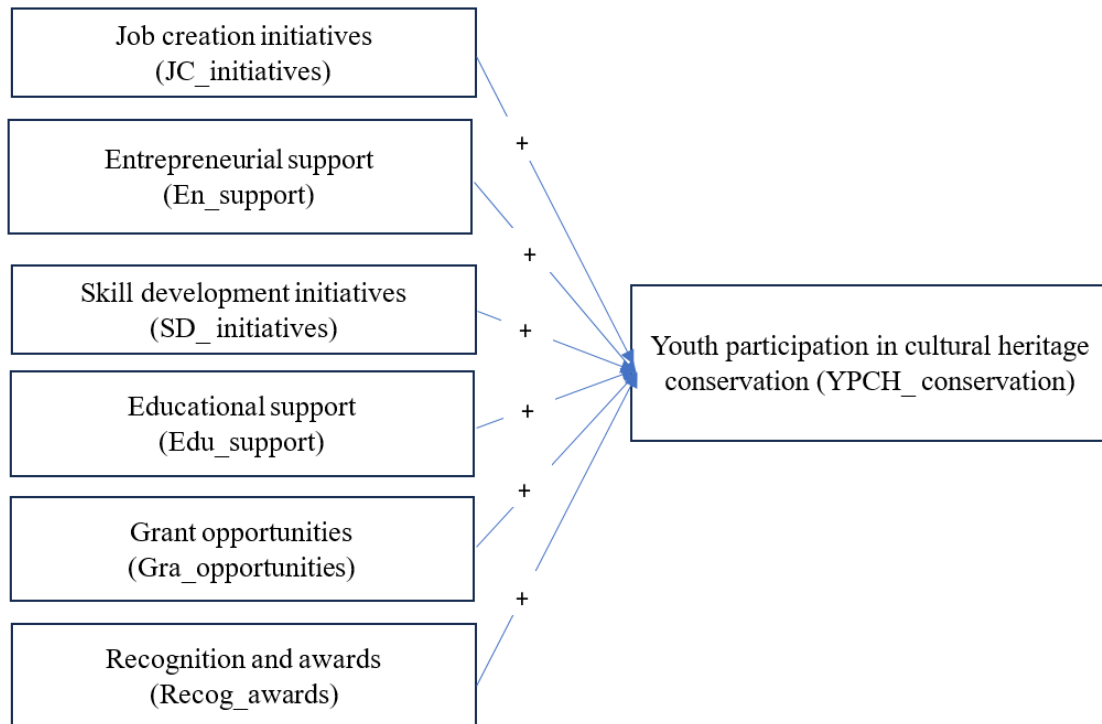 Job creation initiatives
(JC_initiatives)
+
Entrepreneurial support
(En_support)
+
Skill development initiatives
(SD_ initiatives)
+
Youth participation in cultural heritage
conservation (YPCH_ conservation)
Educational support
(Edu_support)
+
Grant opportunities
(Gra_opportunities)
+
Recognition and awards
(Recog_awards)
+